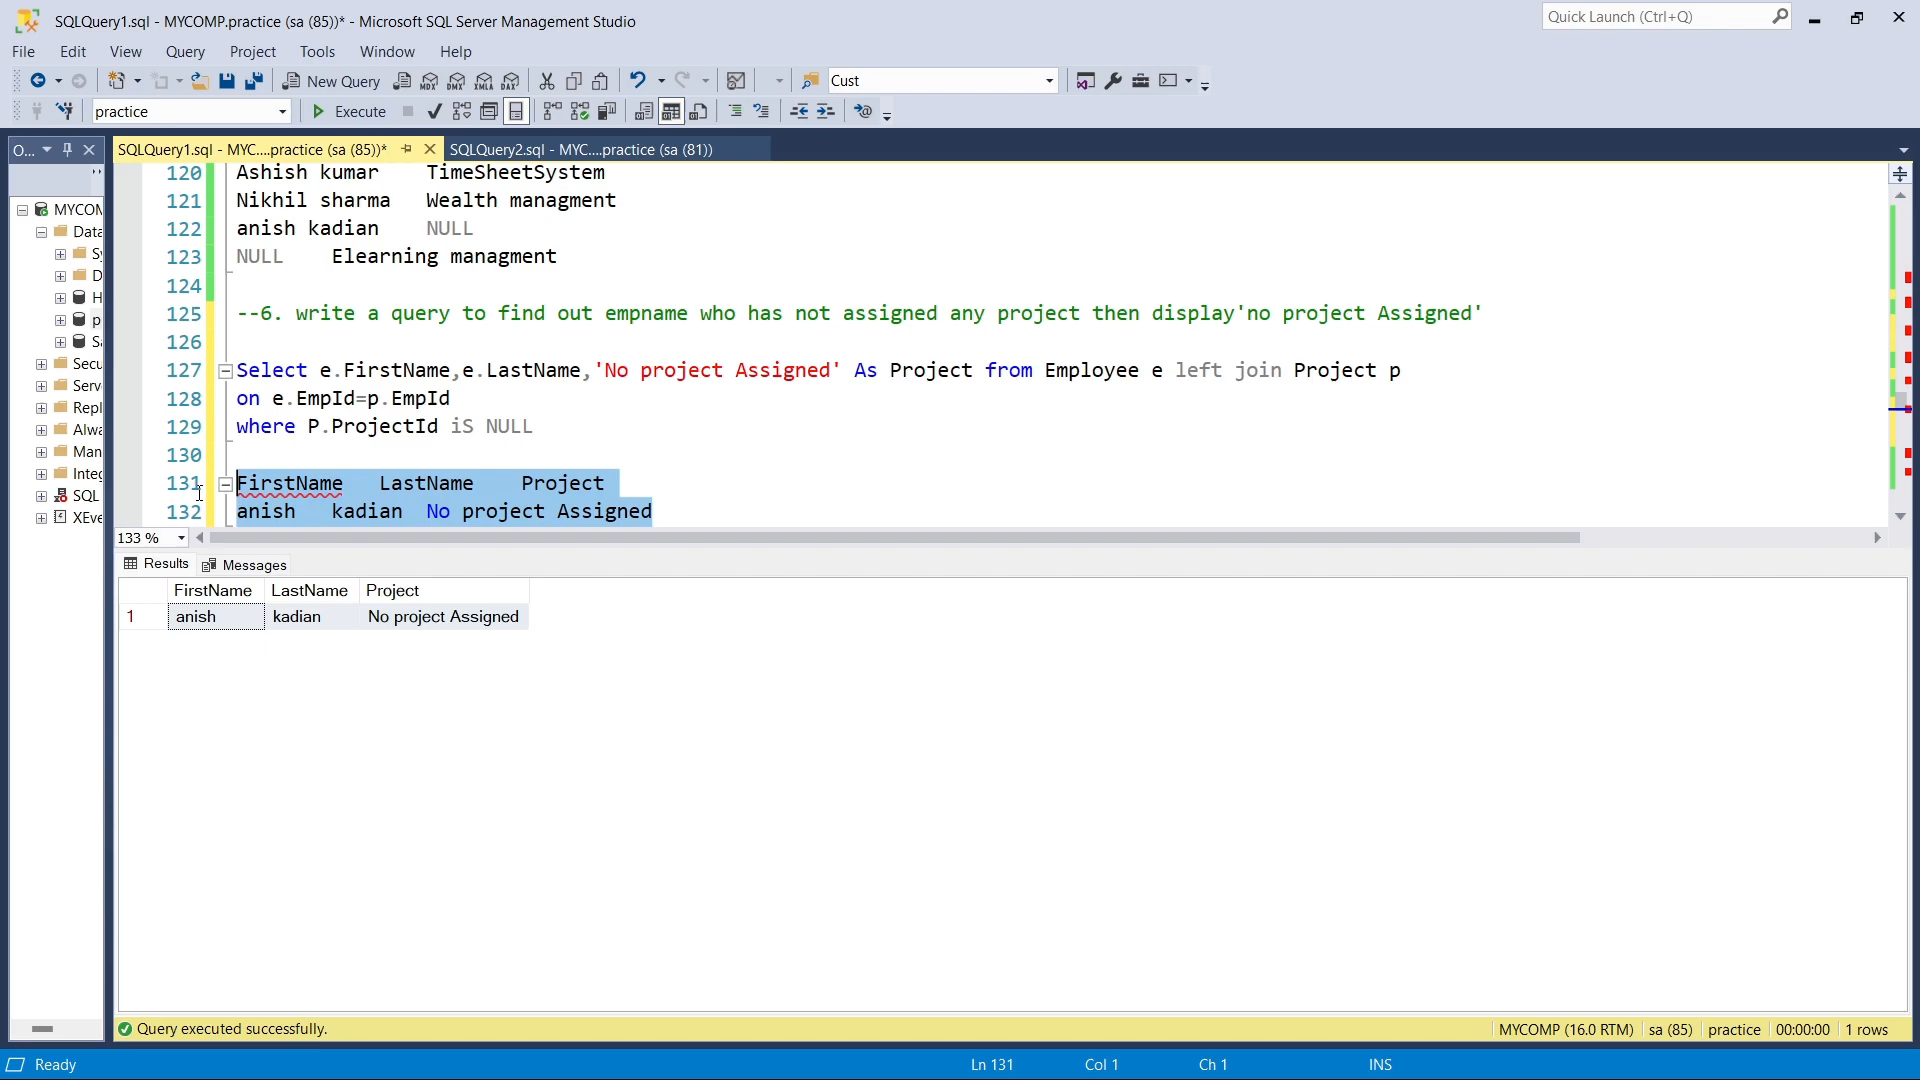 SQLQuery1.sql - MYCOMP.practice (sa (85))* - Microsoft SQL Server Management Studio
Quick Launch (Ctrl+Q)
File Edit View Query Project Tools Window Help
New Query MDX DMX XMLA DAX Cust
practice Execute
O... SQLQuery1.sql - MYC....practice (sa (85))* SQLQuery2.sql - MYC....practice (sa (81))
120 Ashish kumar TimeSheetSystem
121 Nikhil sharma Wealth managment
122 anish kadian NULL
123 NULL Elearning managment
124
125 --6. write a query to find out empname who has not assigned any project then display'no project Assigned'
126
127 Select e.FirstName,e.LastName,'No project Assigned' As Project from Employee e left join Project p
128 on e.EmpId=p.EmpId
129 where P.ProjectId iS NULL
130
131 FirstName LastName Project
132 anish kadian No project Assigned
MYCOM
Data
Sy
D
H
p
Sa
Secu
Serv
Repl
Alwa
Man
Integ
SQL
XEve
133 %
Results Messages
FirstName LastName Project
1 anish kadian No project Assigned
Query executed successfully. MYCOMP (16.0 RTM) sa (85) practice 00:00:00 1 rows
Ready Ln 131 Col 1 Ch 1 INS